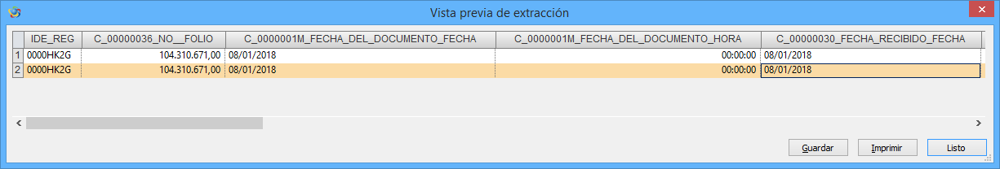 Vista previa de extracción
IDE_REG C_00000036_NO__FOLIO C_0000001M_FECHA_DEL_DOCUMENTO_FECHA C_0000001M_FECHA_DEL_DOCUMENTO_HORA C_00000030_FECHA_RECIBIDO_FECHA
1 0000HK2G 104.310.671,00 08/01/2018 00:00:00 08/01/2018
2 0000HK2G 104.310.671,00 08/01/2018 00:00:00 08/01/2018
Guardar Imprimir Listo